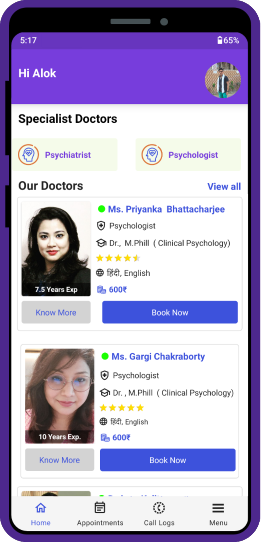 5:17
65%
Hi Alok
Specialist Doctors
Psychiatrist
Psychologist
Our Doctors
View all
Ms. Priyanka Bhattacharjee
Psychologist
Dr., M.Phill ( Clinical Psychology)
हिंदी, English
7.5 Years Exp
600₹
Know More
Book Now
Ms. Gargi Chakraborty
Psychologist
Dr. , M.Phill ( Clinical Psychology)
हिंदी, English
10 Years Exp.
600₹
Know More
Book Now
Home
Appointments
Call Logs
Menu